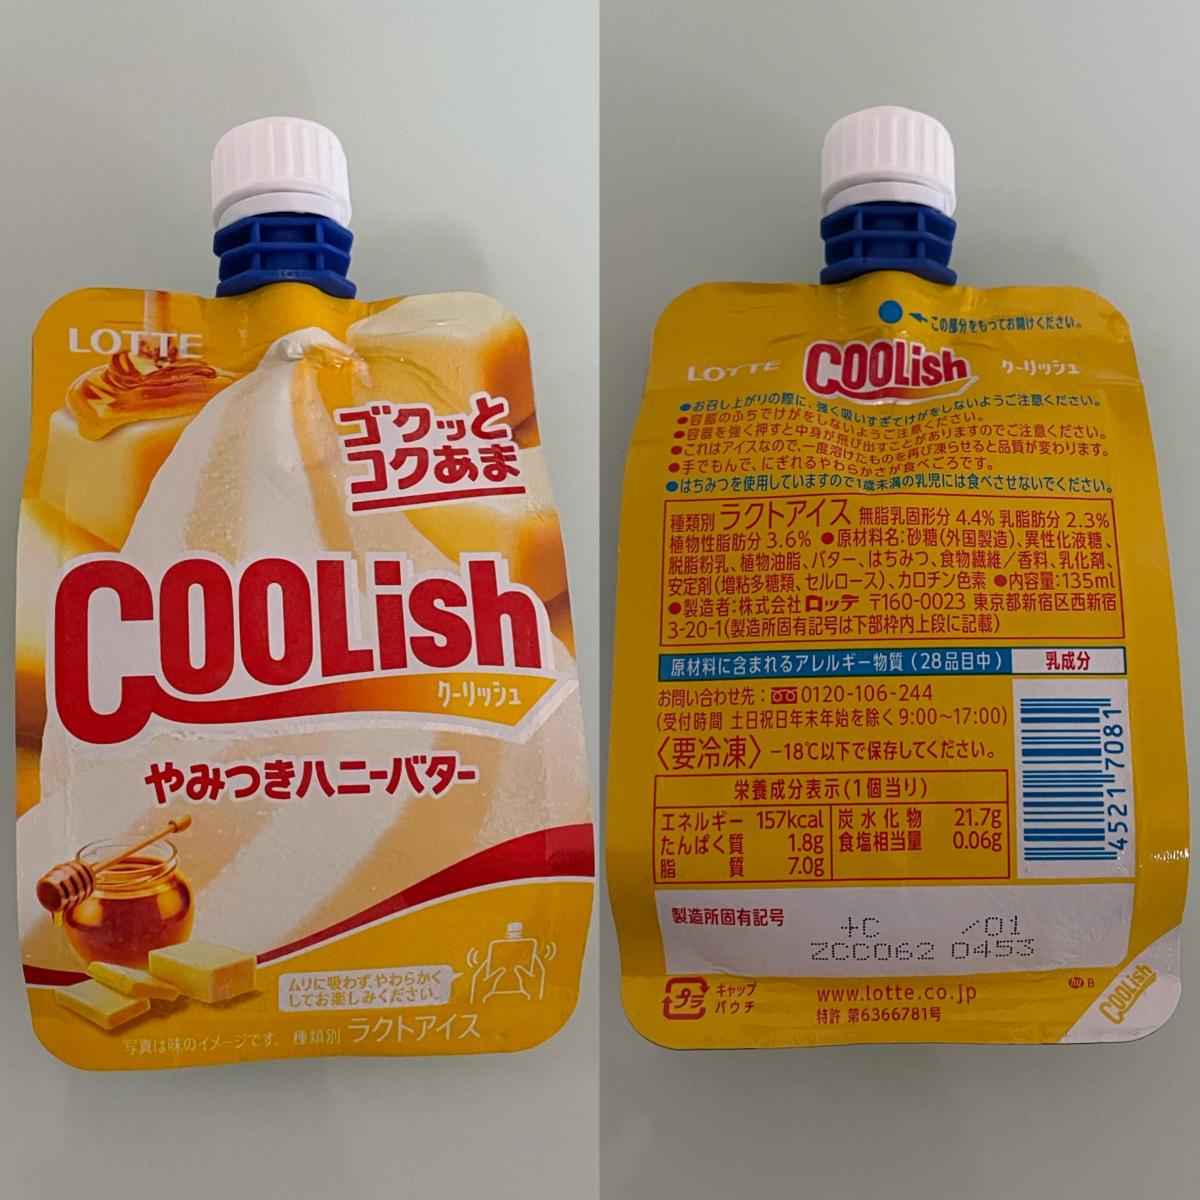 LOTTE
ゴクッと
コクあま
COOLish
クーリッシュ
やみつきハニーバター
ムリに吸わず、やわらかく
してお楽しみください。
写真は味のイメージです。 種類別 ラクトアイス
この部分をもってお開けください。
LOTTE COOLish クーリッシュ
●お召し上がりの際に、強く吸いすぎてけがをしないようご注意ください。
●容器のふちでけがをしないようご注意ください。
●容器を強く押すと中身が飛び出すことがありますのでご注意ください。
●これはアイスなので、一度溶けたものを再び凍らせると品質が変わります。
●手でもんで、にぎれるやわらかさが食べごろです。
●はちみつを使用していますので1歳未満の乳児には食べさせないでください。
種類別 ラクトアイス 無脂乳固形分 4.4% 乳脂肪分 2.3%
植物性脂肪分 3.6% ●原材料名:砂糖(外国製造)、異性化液糖、
脱脂粉乳、植物油脂、バター、はちみつ、食物繊維/香料、乳化剤、
安定剤(増粘多糖類、セルロース)、カロチン色素 ●内容量:135ml
●製造者:株式会社ロッテ 〒160-0023 東京都新宿区西新宿
3-20-1(製造所固有記号は下部枠内上段に記載)
原材料に含まれるアレルギー物質(28品目中) 乳成分
お問い合わせ先:0120-106-244
(受付時間 土日祝日年末年始を除く9:00〜17:00)
〈要冷凍〉−18℃以下で保存してください。
栄養成分表示(1個当り)
エネルギー 157kcal 炭水化物 21.7g
たんぱく質 1.8g 食塩相当量 0.06g
脂質 7.0g
4521 7081
製造所固有記号
+C /01
ZCC062 0453
プラ キャップ
パウチ
www.lotte.co.jp
特許 第6366781号
hy B
COOLish